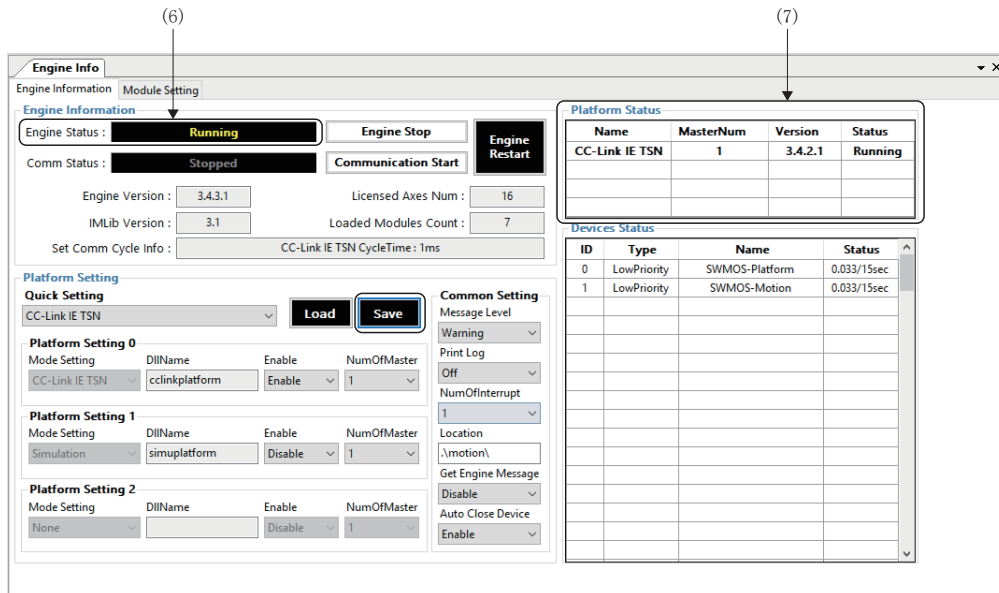 (6) (7)
Engine Info
Engine Information Module Setting
Engine Information
Engine Status : Running Engine Stop Engine Restart
Comm Status : Stopped Communication Start
Engine Version : 3.4.3.1 Licensed Axes Num : 16
IMLib Version : 3.1 Loaded Modules Count : 7
Set Comm Cycle Info : CC-Link IE TSN CycleTime : 1ms
Platform Status
Name MasterNum Version Status
CC-Link IE TSN 1 3.4.2.1 Running
Devices Status
ID Type Name Status
0 LowPriority SWMOS-Platform 0.033/15sec
1 LowPriority SWMOS-Motion 0.033/15sec
Platform Setting
Quick Setting
CC-Link IE TSN Load Save
Platform Setting 0
Mode Setting DllName Enable NumOfMaster
CC-Link IE TSN cclinkplatform Enable 1
Platform Setting 1
Mode Setting DllName Enable NumOfMaster
Simulation simuplatform Disable 1
Platform Setting 2
Mode Setting DllName Enable NumOfMaster
None Disable 1
Common Setting
Message Level
Warning
Print Log
Off
NumOfInterrupt
1
Location
.\motion\
Get Engine Message
Disable
Auto Close Device
Enable